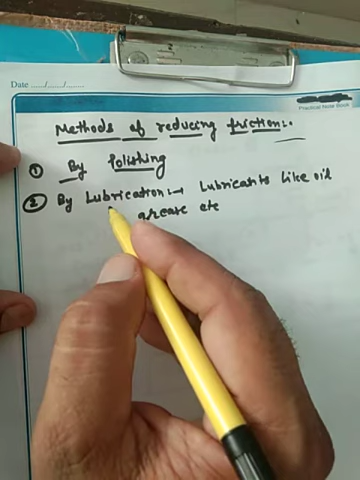 Date ....../....../........
Practical Note Book
Methods of reducing friction:-
① By Polishing
② By Lubrication:→ Lubricants Like oil
grease etc